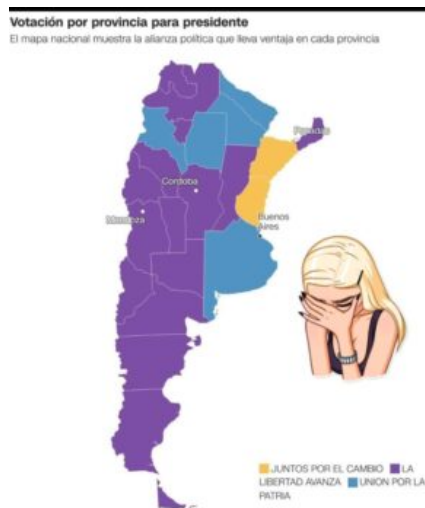 Votación por provincia para presidente
El mapa nacional muestra la alianza política que lleva ventaja en cada provincia
Posadas
Cordoba
Mendoza
Buenos
Aires
JUNTOS POR EL CAMBIO LA
LIBERTAD AVANZA UNION POR LA
PATRIA